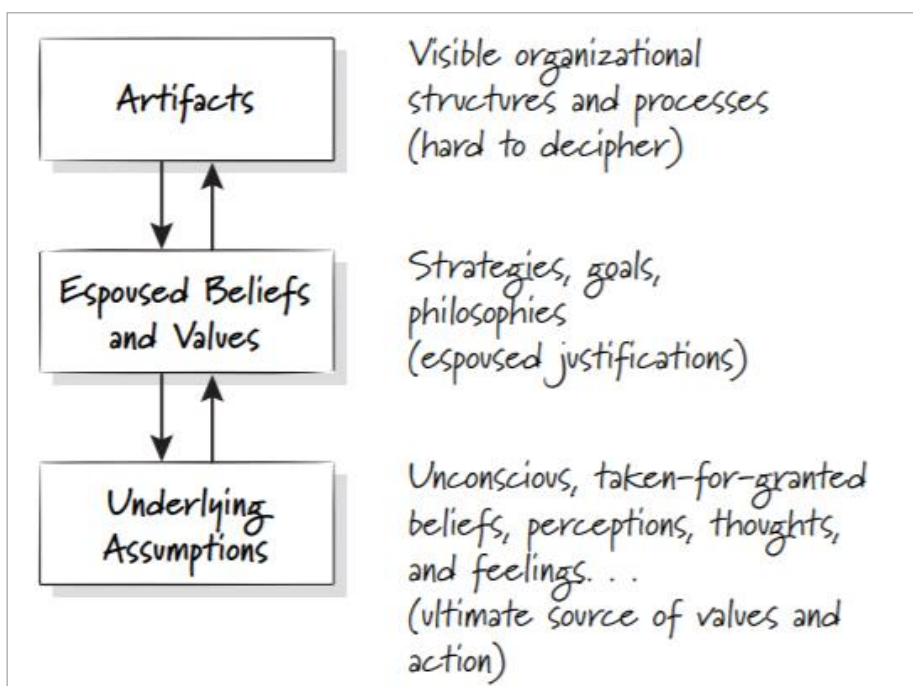 Artifacts
Visible organizational
structures and processes
(hard to decipher)
Espoused Beliefs
and Values
Strategies, goals,
philosophies
(espoused justifications)
Underlying
Assumptions
Unconscious, taken-for-granted
beliefs, perceptions, thoughts,
and feelings. . .
(ultimate source of values and
action)